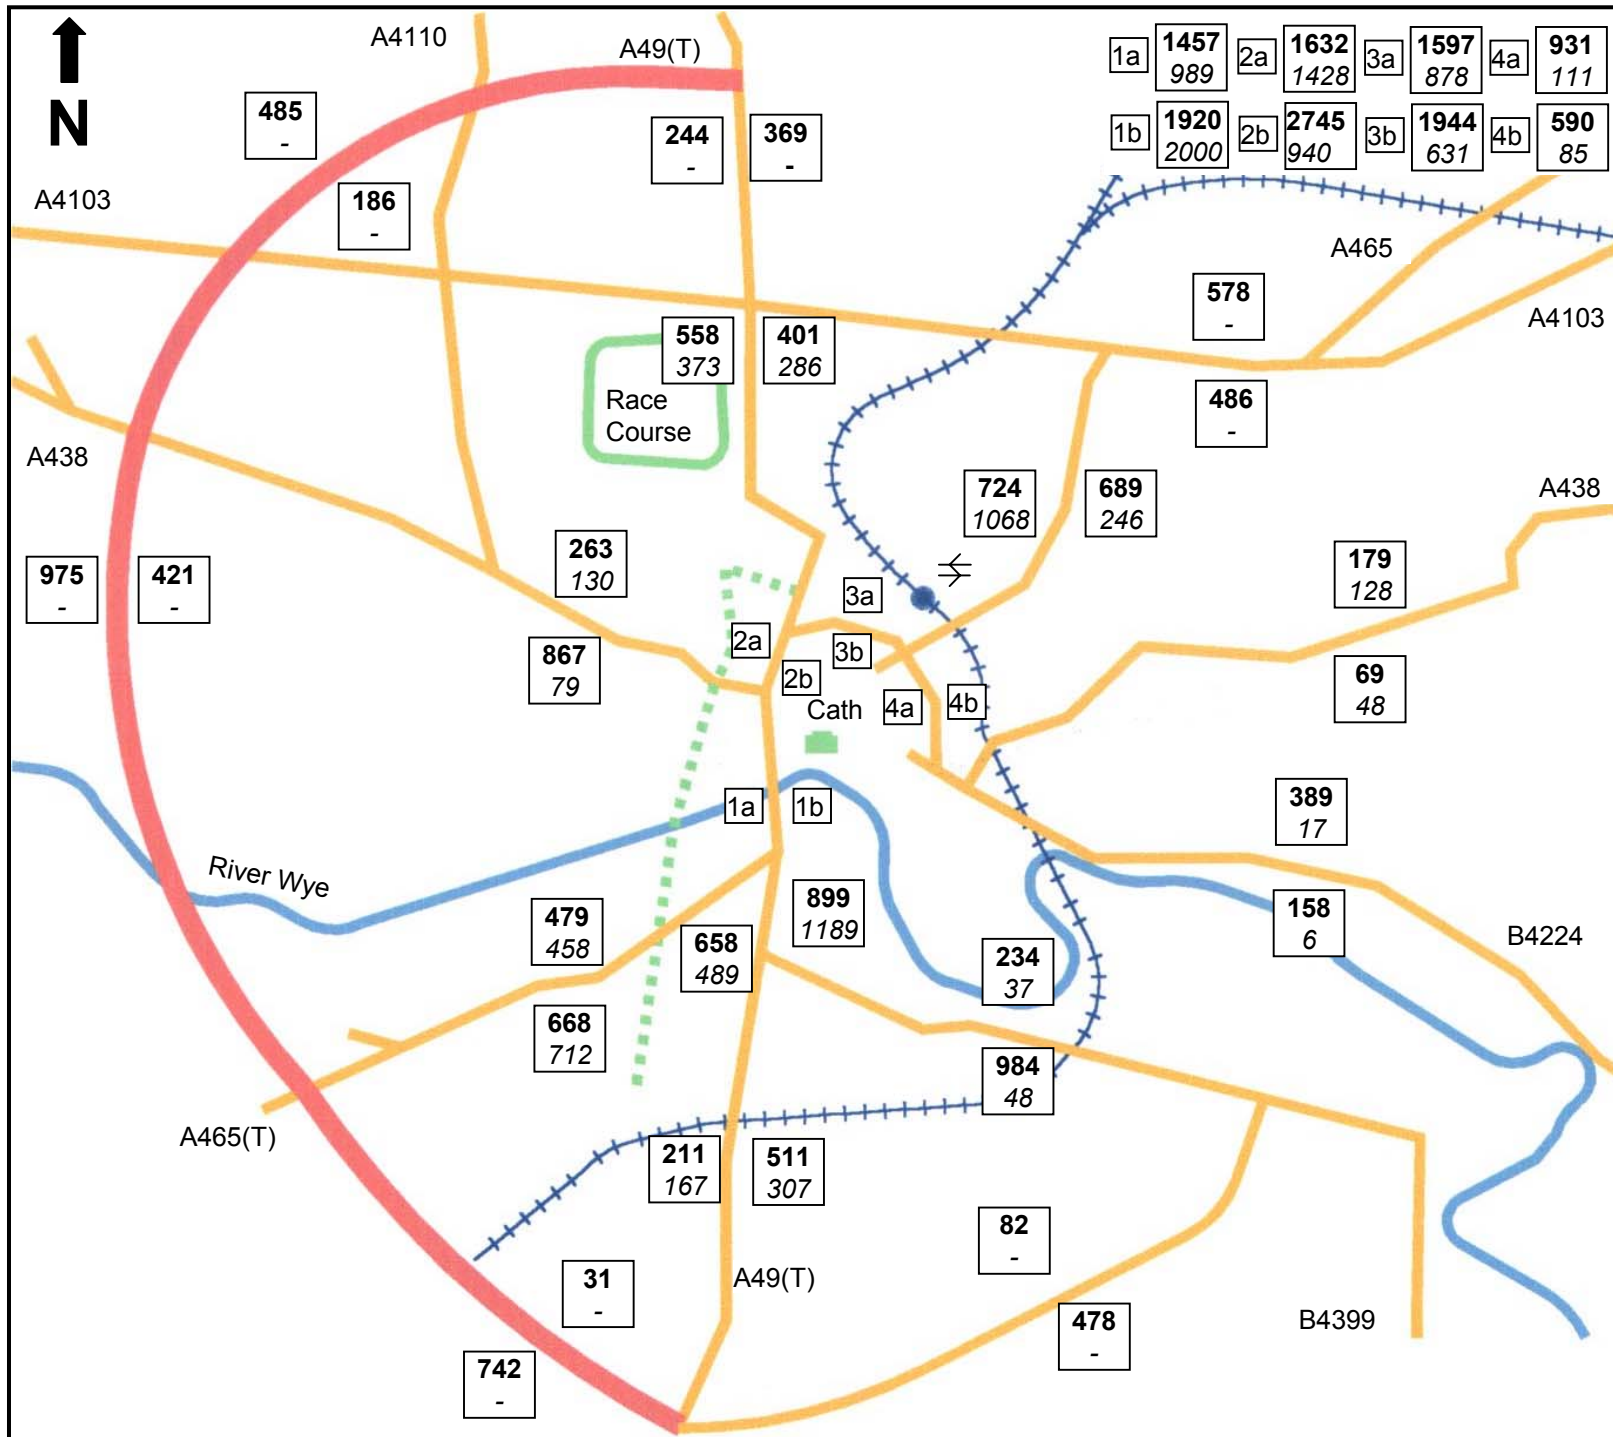 A4110
A49(T)
1a
1457
989
2a
1632
1428
3a
1597
878
4a
931
111
N
485
-
244
-
369
-
1b
1920
2000
2b
2745
940
3b
1944
631
4b
590
85
A4103
186
-
A465
578
-
A4103
558
373
401
286
Race
Course
486
-
A438
724
1068
689
246
A438
263
130
975
-
421
-
179
128
3a
2a
3b
867
79
2b
69
48
Cath
4a
4b
1a
1b
389
17
River Wye
479
458
899
1189
658
489
158
6
B4224
234
37
668
712
984
48
A465(T)
211
167
511
307
82
-
31
-
A49(T)
478
-
B4399
742
-